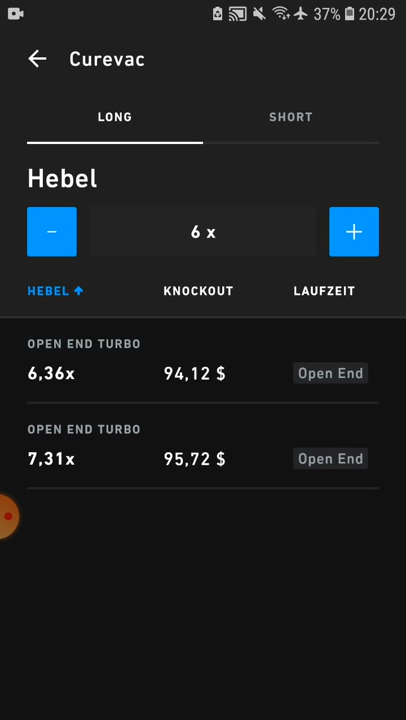 37% 20:29
Curevac
LONG SHORT
Hebel
− 6 x +
HEBEL ↑ KNOCKOUT LAUFZEIT
OPEN END TURBO
6,36x 94,12 $ Open End
OPEN END TURBO
7,31x 95,72 $ Open End